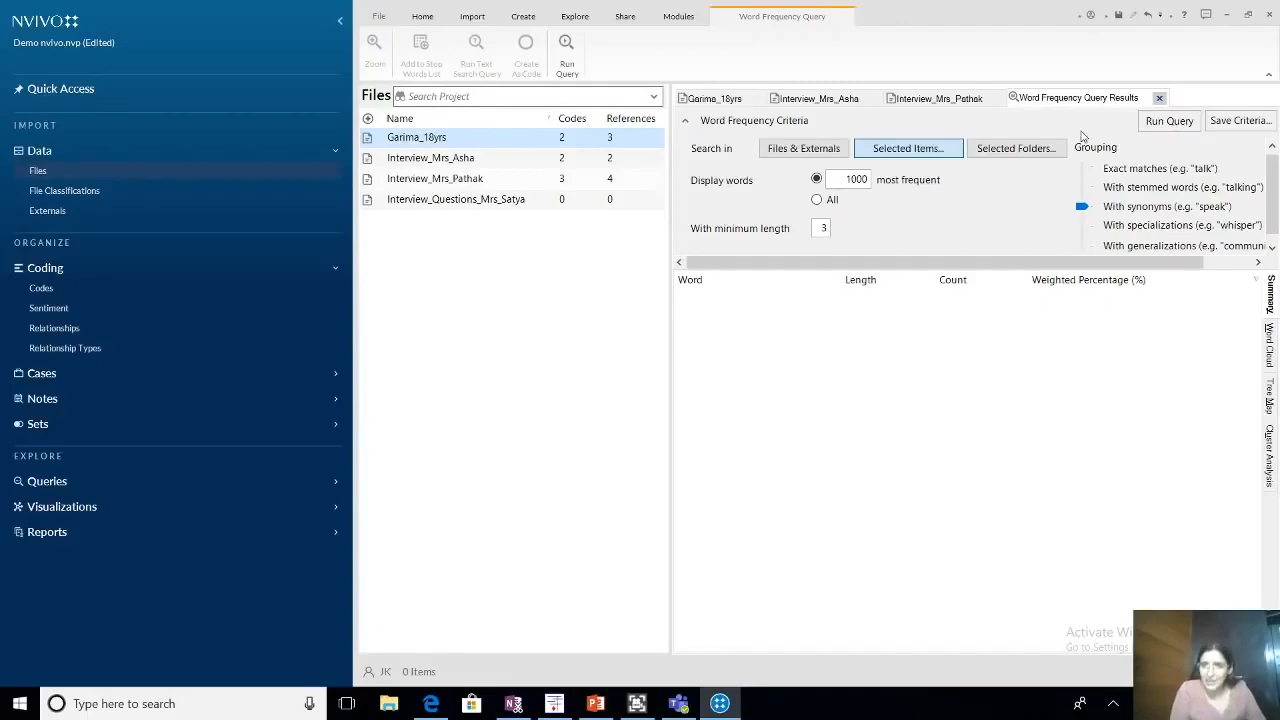 NVIVO
Demo nvivo.nvp (Edited)
Quick Access
IMPORT
Data
Files
File Classifications
Externals
ORGANIZE
Coding
Codes
Sentiment
Relationships
Relationship Types
Cases
Notes
Sets
EXPLORE
Queries
Visualizations
Reports
File Home Import Create Explore Share Modules Word Frequency Query
Zoom
Add to Stop Words List
Run Text Search Query
Create As Code
Run Query
Files Search Project
Name Codes References
Garima_18yrs 2 3
Interview_Mrs_Asha 2 2
Interview_Mrs_Pathak 3 4
Interview_Questions_Mrs_Satya 0 0
Garima_18yrs Interview_Mrs_Asha Interview_Mrs_Pathak Word Frequency Query Results
Word Frequency Criteria Run Query Save Criteria...
Search in Files & Externals Selected Items... Selected Folders... Grouping
Display words 1000 most frequent
All
With minimum length 3
Exact matches (e.g. "talk")
With stemmed words (e.g. "talking")
With synonyms (e.g. "speak")
With specializations (e.g. "whisper")
With generalizations (e.g. "commun
Word Length Count Weighted Percentage (%)
Summary
Word Cloud
Tree Map
Cluster Analysis
Activate Wi
Go to Settings
JK 0 Items
Type here to search